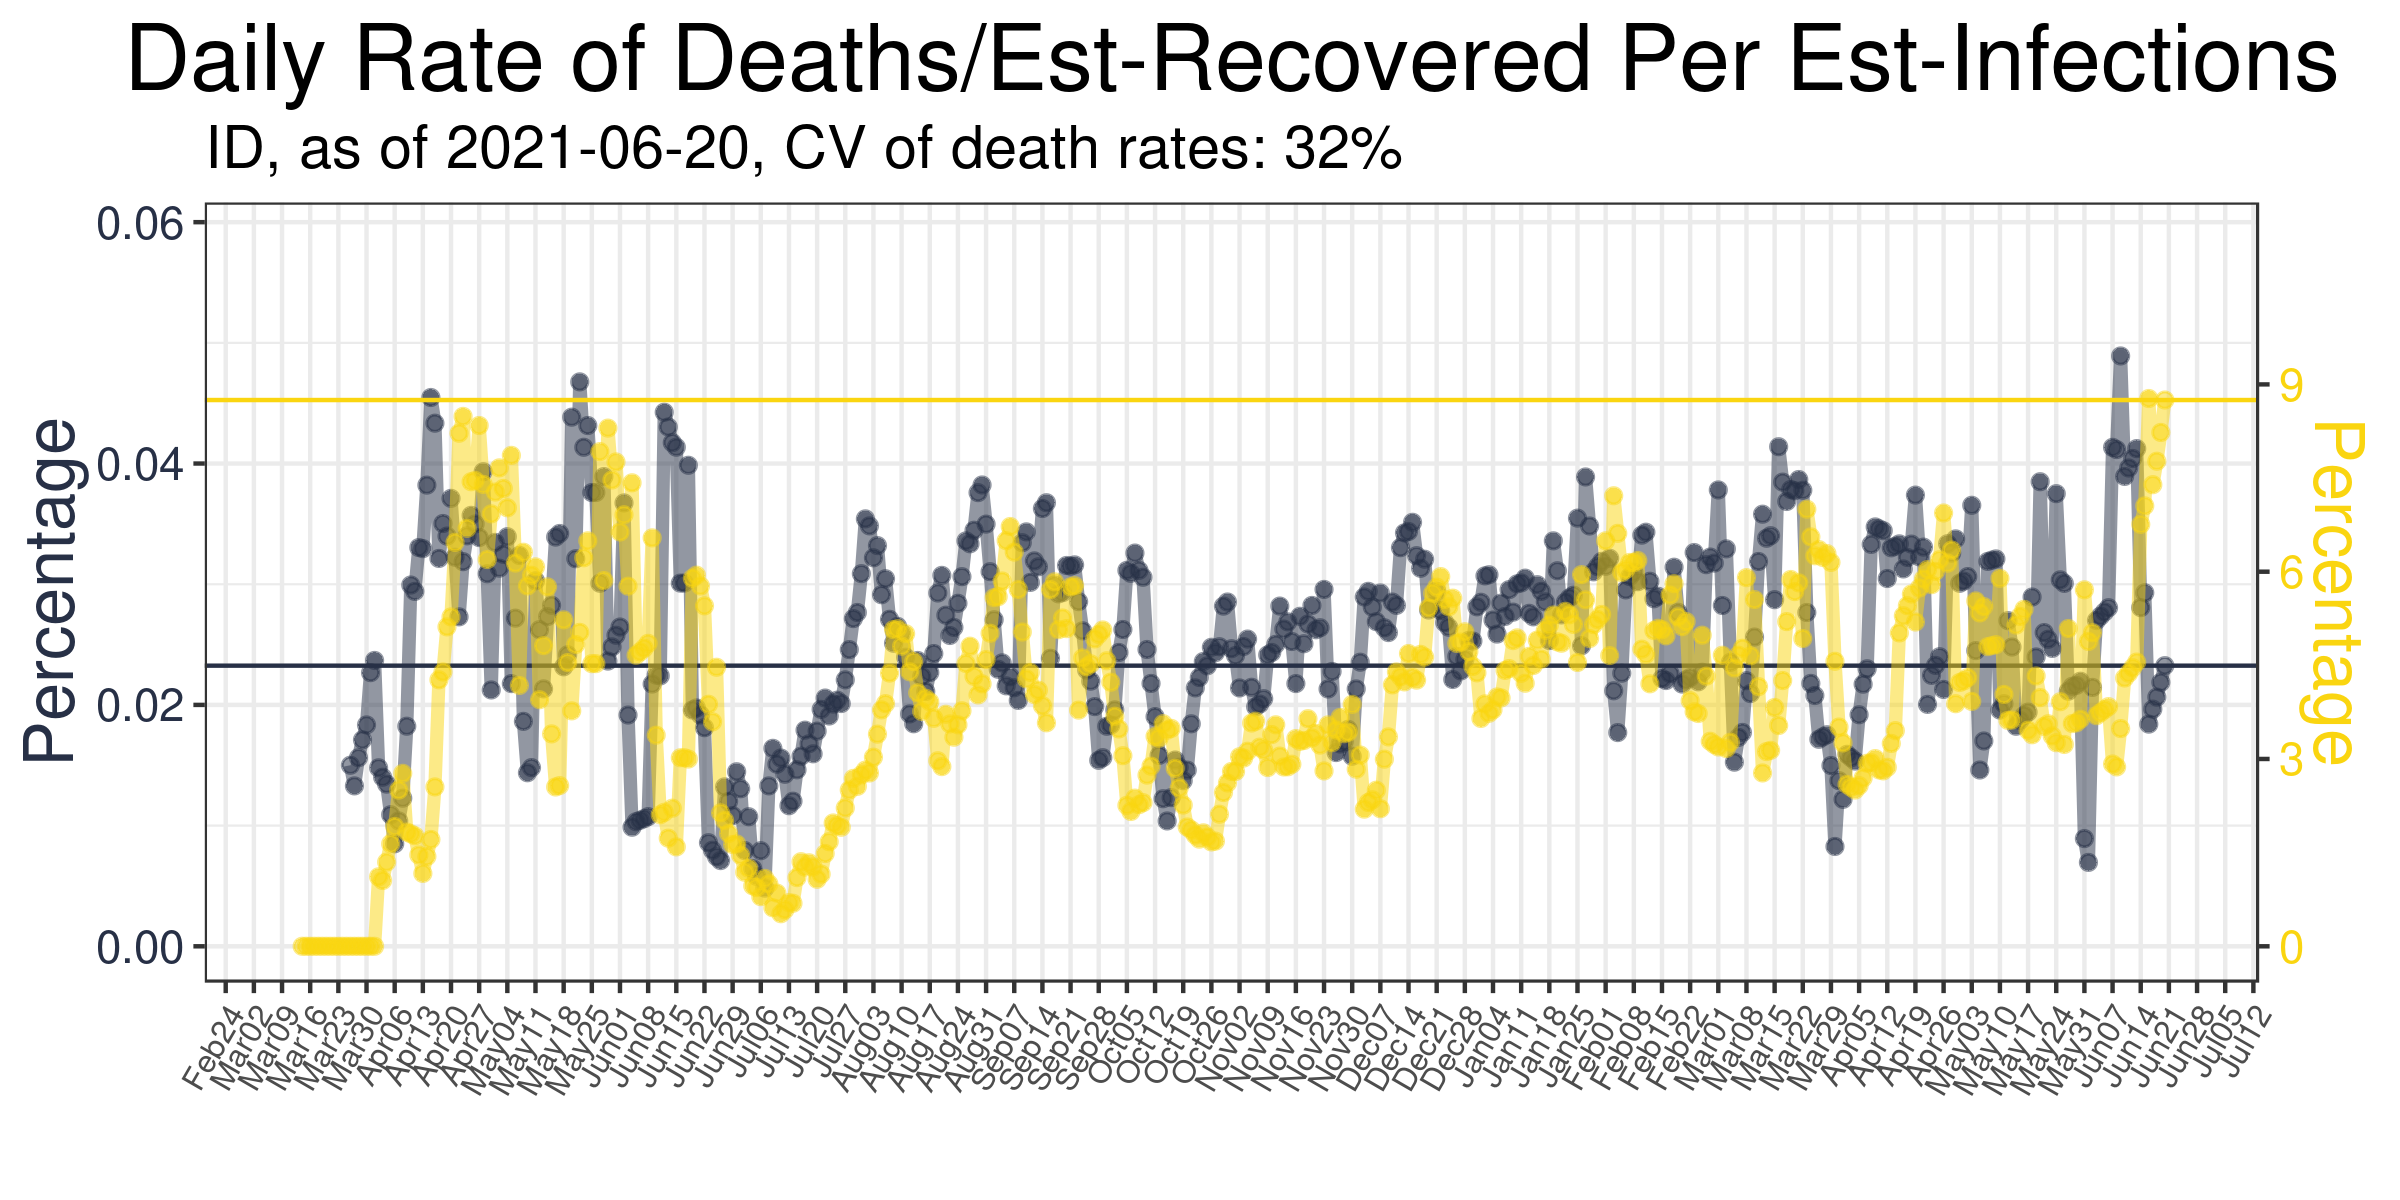 Daily Rate of Deaths/Est-Recovered Per Est-Infections
ID, as of 2021-06-20, CV of death rates: 32%
Percentage
0.06
0.04
0.02
0.00
9
6
3
0
Percentage
Feb24
Mar02
Mar09
Mar16
Mar23
Mar30
Apr06
Apr13
Apr20
Apr27
May04
May11
May18
May25
Jun01
Jun08
Jun15
Jun22
Jun29
Jul06
Jul13
Jul20
Jul27
Aug03
Aug10
Aug17
Aug24
Aug31
Sep07
Sep14
Sep21
Sep28
Oct05
Oct12
Oct19
Oct26
Nov02
Nov09
Nov16
Nov23
Nov30
Dec07
Dec14
Dec21
Dec28
Jan04
Jan11
Jan18
Jan25
Feb01
Feb08
Feb15
Feb22
Mar01
Mar08
Mar15
Mar22
Mar29
Apr05
Apr12
Apr19
Apr26
May03
May10
May17
May24
May31
Jun07
Jun14
Jun21
Jun28
Jul05
Jul12